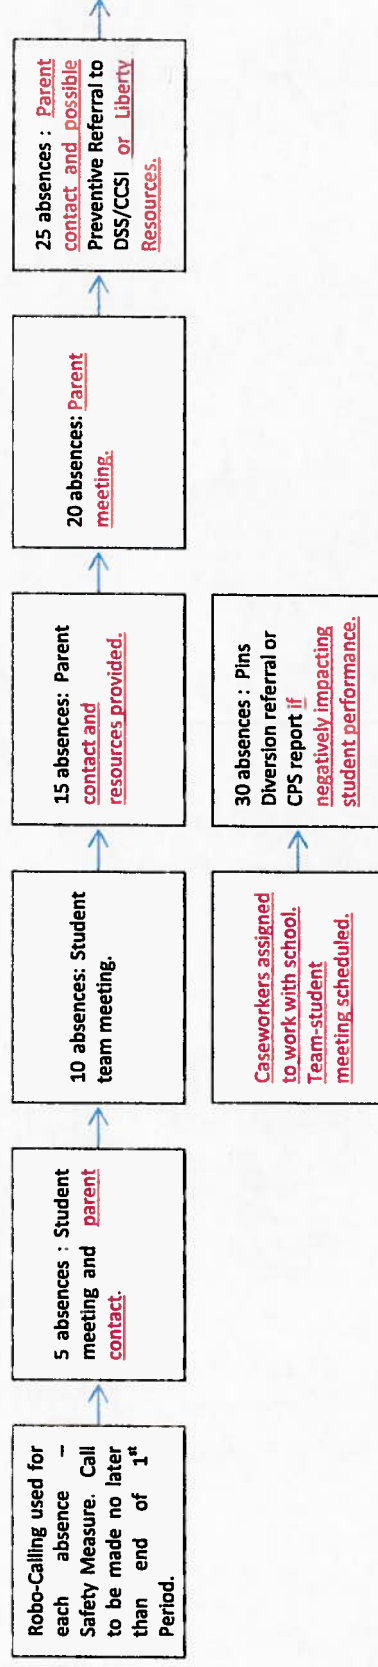 Robo-Calling used for
each absence –
Safety Measure. Call
to be made no later
than end of 1st
Period.
5 absences : Student
meeting and parent
contact.
10 absences: Student
team meeting.
15 absences: Parent
contact and
resources provided.
20 absences: Parent
meeting.
25 absences : Parent
contact and possible
Preventive Referral to
DSS/CCSI or Liberty
Resources.
Caseworkers assigned
to work with school.
Team-student
meeting scheduled.
30 absences : Pins
Diversion referral or
CPS report if
negatively impacting
student performance.